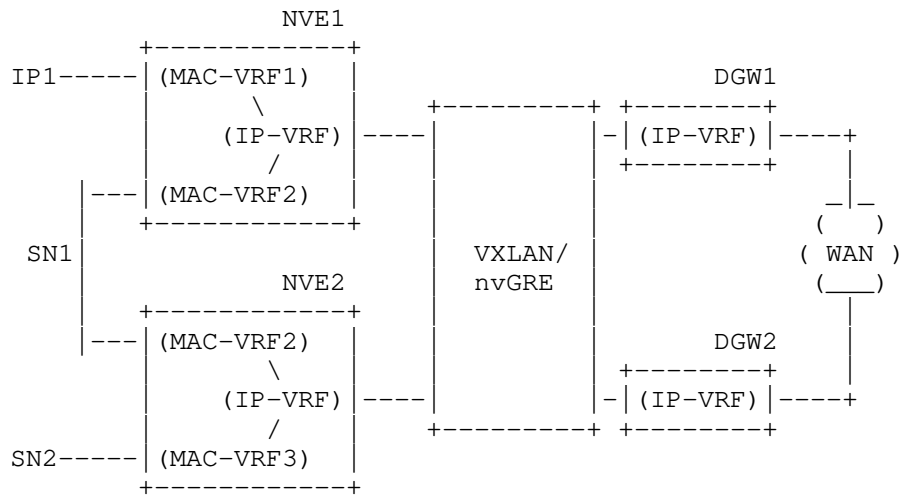 NVE1
IP1 (MAC-VRF1) DGW1
(IP-VRF) (IP-VRF)
(MAC-VRF2)
SN1 VXLAN/ ( WAN )
NVE2 nvGRE (___)
(MAC-VRF2) DGW2
(IP-VRF) (IP-VRF)
SN2 (MAC-VRF3)